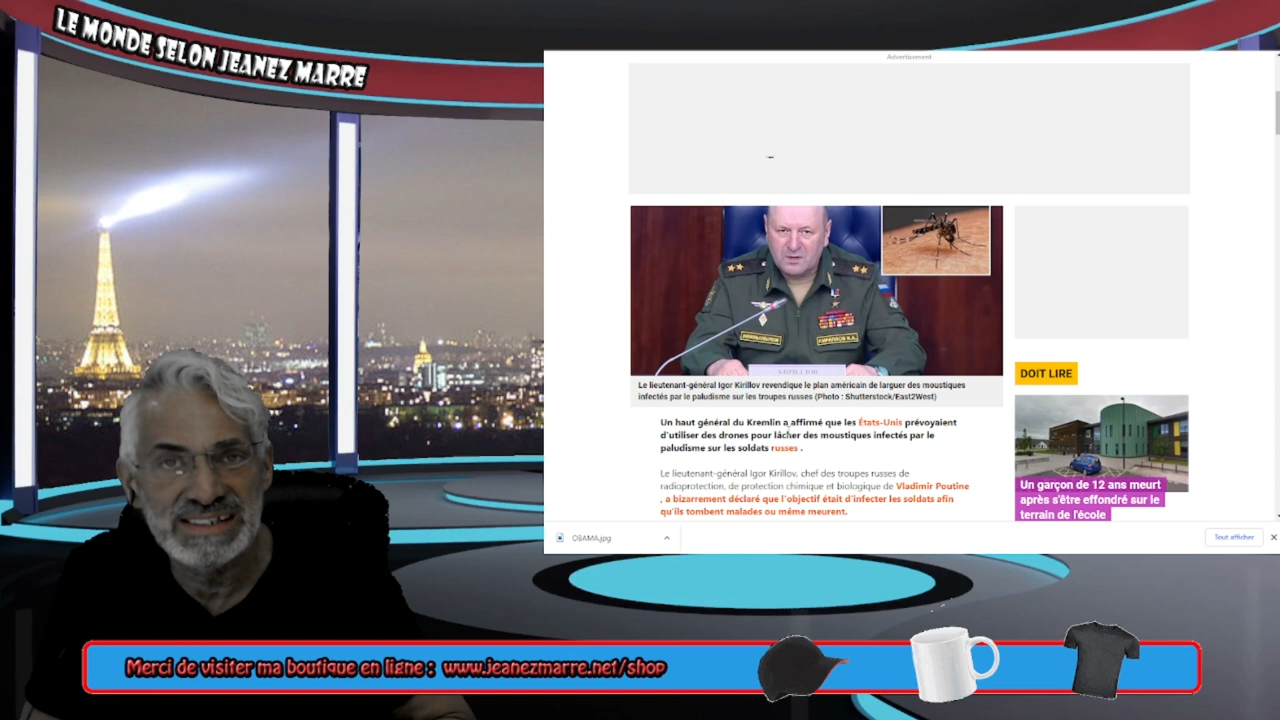 LE MONDE SELON JEANEZ MARRE
Advertisement
Le lieutenant-général Igor Kirillov revendique le plan américain de larguer des moustiques
infectés par le paludisme sur les troupes russes (Photo : Shutterstock/East2West)
Un haut général du Kremlin a affirmé que les États-Unis prévoyaient
d'utiliser des drones pour lâcher des moustiques infectés par le
paludisme sur les soldats russes .
Le lieutenant-général Igor Kirillov, chef des troupes russes de
radioprotection, de protection chimique et biologique de Vladimir Poutine
, a bizarrement déclaré que l'objectif était d'infecter les soldats afin
qu'ils tombent malades ou même meurent.
DOIT LIRE
Un garçon de 12 ans meurt
après s'être effondré sur le
terrain de l'école
OBAMA.jpg
Tout afficher
Merci de visiter ma boutique en ligne : www.jeanezmarre.net/shop